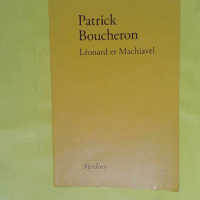 Patrick
Boucheron
Léonard et Machiavel
Verdier